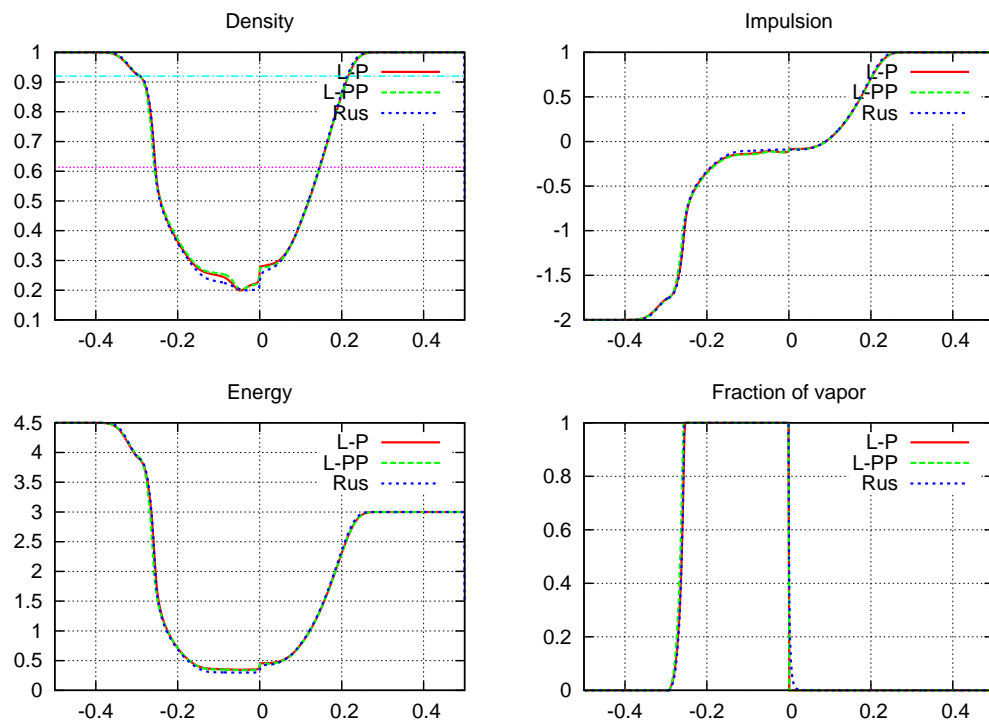 Density
1
0.9
0.8
0.7
0.6
0.5
0.4
0.3
0.2
0.1
-0.4 -0.2 0 0.2 0.4
L-P
L-PP
Rus
Impulsion
1
0.5
0
-0.5
-1
-1.5
-2
-0.4 -0.2 0 0.2 0.4
L-P
L-PP
Rus
Energy
4.5
4
3.5
3
2.5
2
1.5
1
0.5
0
-0.4 -0.2 0 0.2 0.4
L-P
L-PP
Rus
Fraction of vapor
1
0.8
0.6
0.4
0.2
0
-0.4 -0.2 0 0.2 0.4
L-P
L-PP
Rus